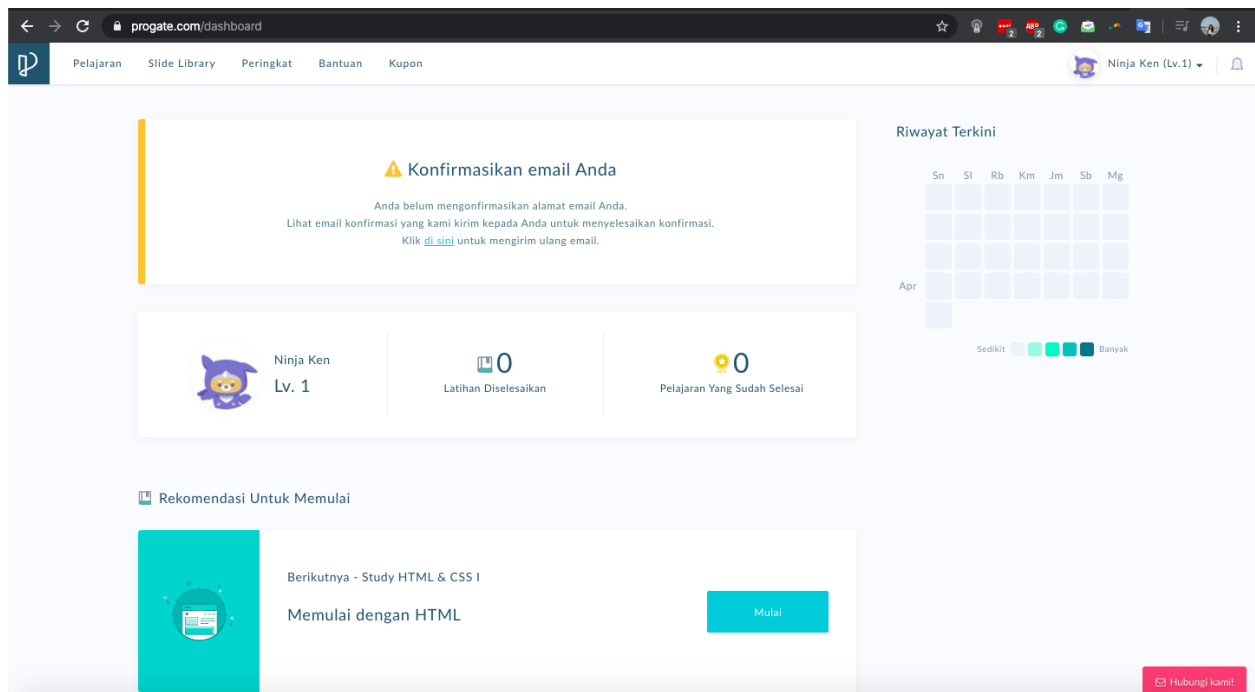 progate.com/dashboard
2
ABP
2
Pelajaran Slide Library Peringkat Bantuan Kupon
Ninja Ken (Lv.1)
Konfirmasikan email Anda
Anda belum mengonfirmasikan alamat email Anda.
Lihat email konfirmasi yang kami kirim kepada Anda untuk menyelesaikan konfirmasi.
Klik di sini untuk mengirim ulang email.
Riwayat Terkini
Sn Sl Rb Km Jm Sb Mg
Apr
Sedikit Banyak
Ninja Ken
Lv. 1
0
Latihan Diselesaikan
0
Pelajaran Yang Sudah Selesai
Rekomendasi Untuk Memulai
Berikutnya - Study HTML & CSS I
Memulai dengan HTML
Mulai
Hubungi kami!